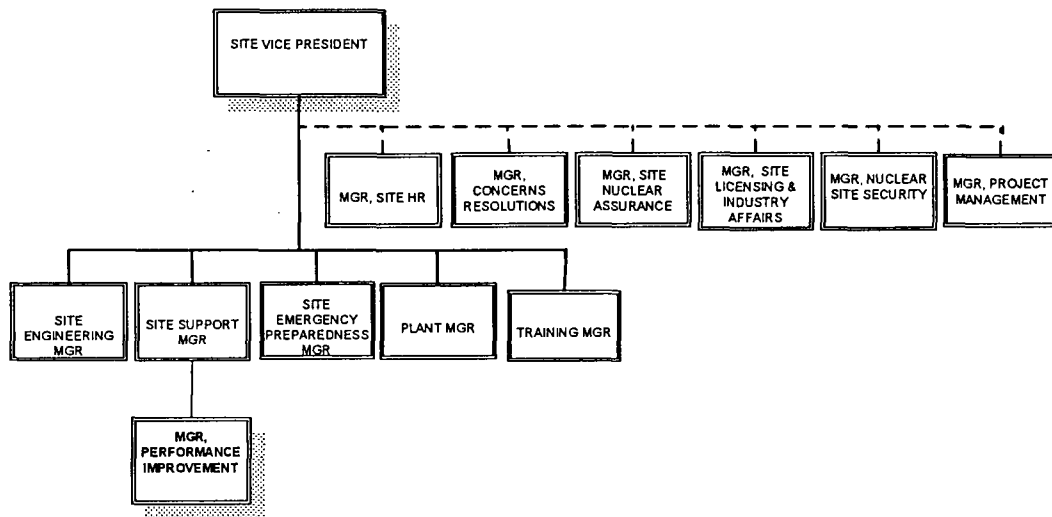 SITE VICE PRESIDENT
MGR, SITE HR
MGR,
CONCERNS
RESOLUTIONS
MGR, SITE
NUCLEAR
ASSURANCE
MGR, SITE
LICENSING &
INDUSTRY
AFFAIRS
MGR, NUCLEAR
SITE SECURITY
MGR, PROJECT
MANAGEMENT
SITE
ENGINEERING
MGR
SITE SUPPORT
MGR
SITE
EMERGENCY
PREPAREDNESS
MGR
PLANT MGR
TRAINING MGR
MGR,
PERFORMANCE
IMPROVEMENT